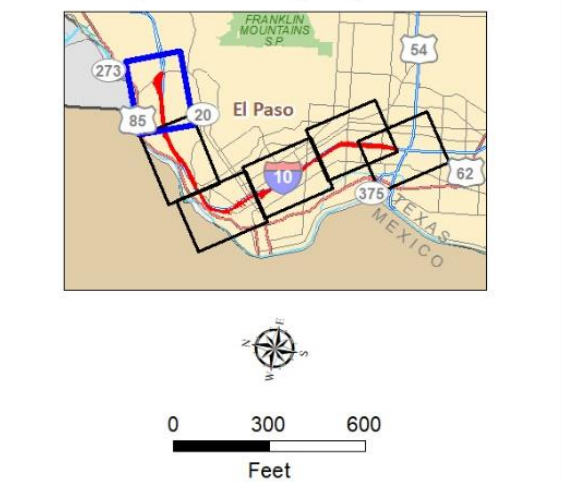 FRANKLIN
MOUNTAINS
S.P.
54
273
85
20
El Paso
10
62
375
TEXAS
MEXICO
N
E
S
W
0 300 600
Feet